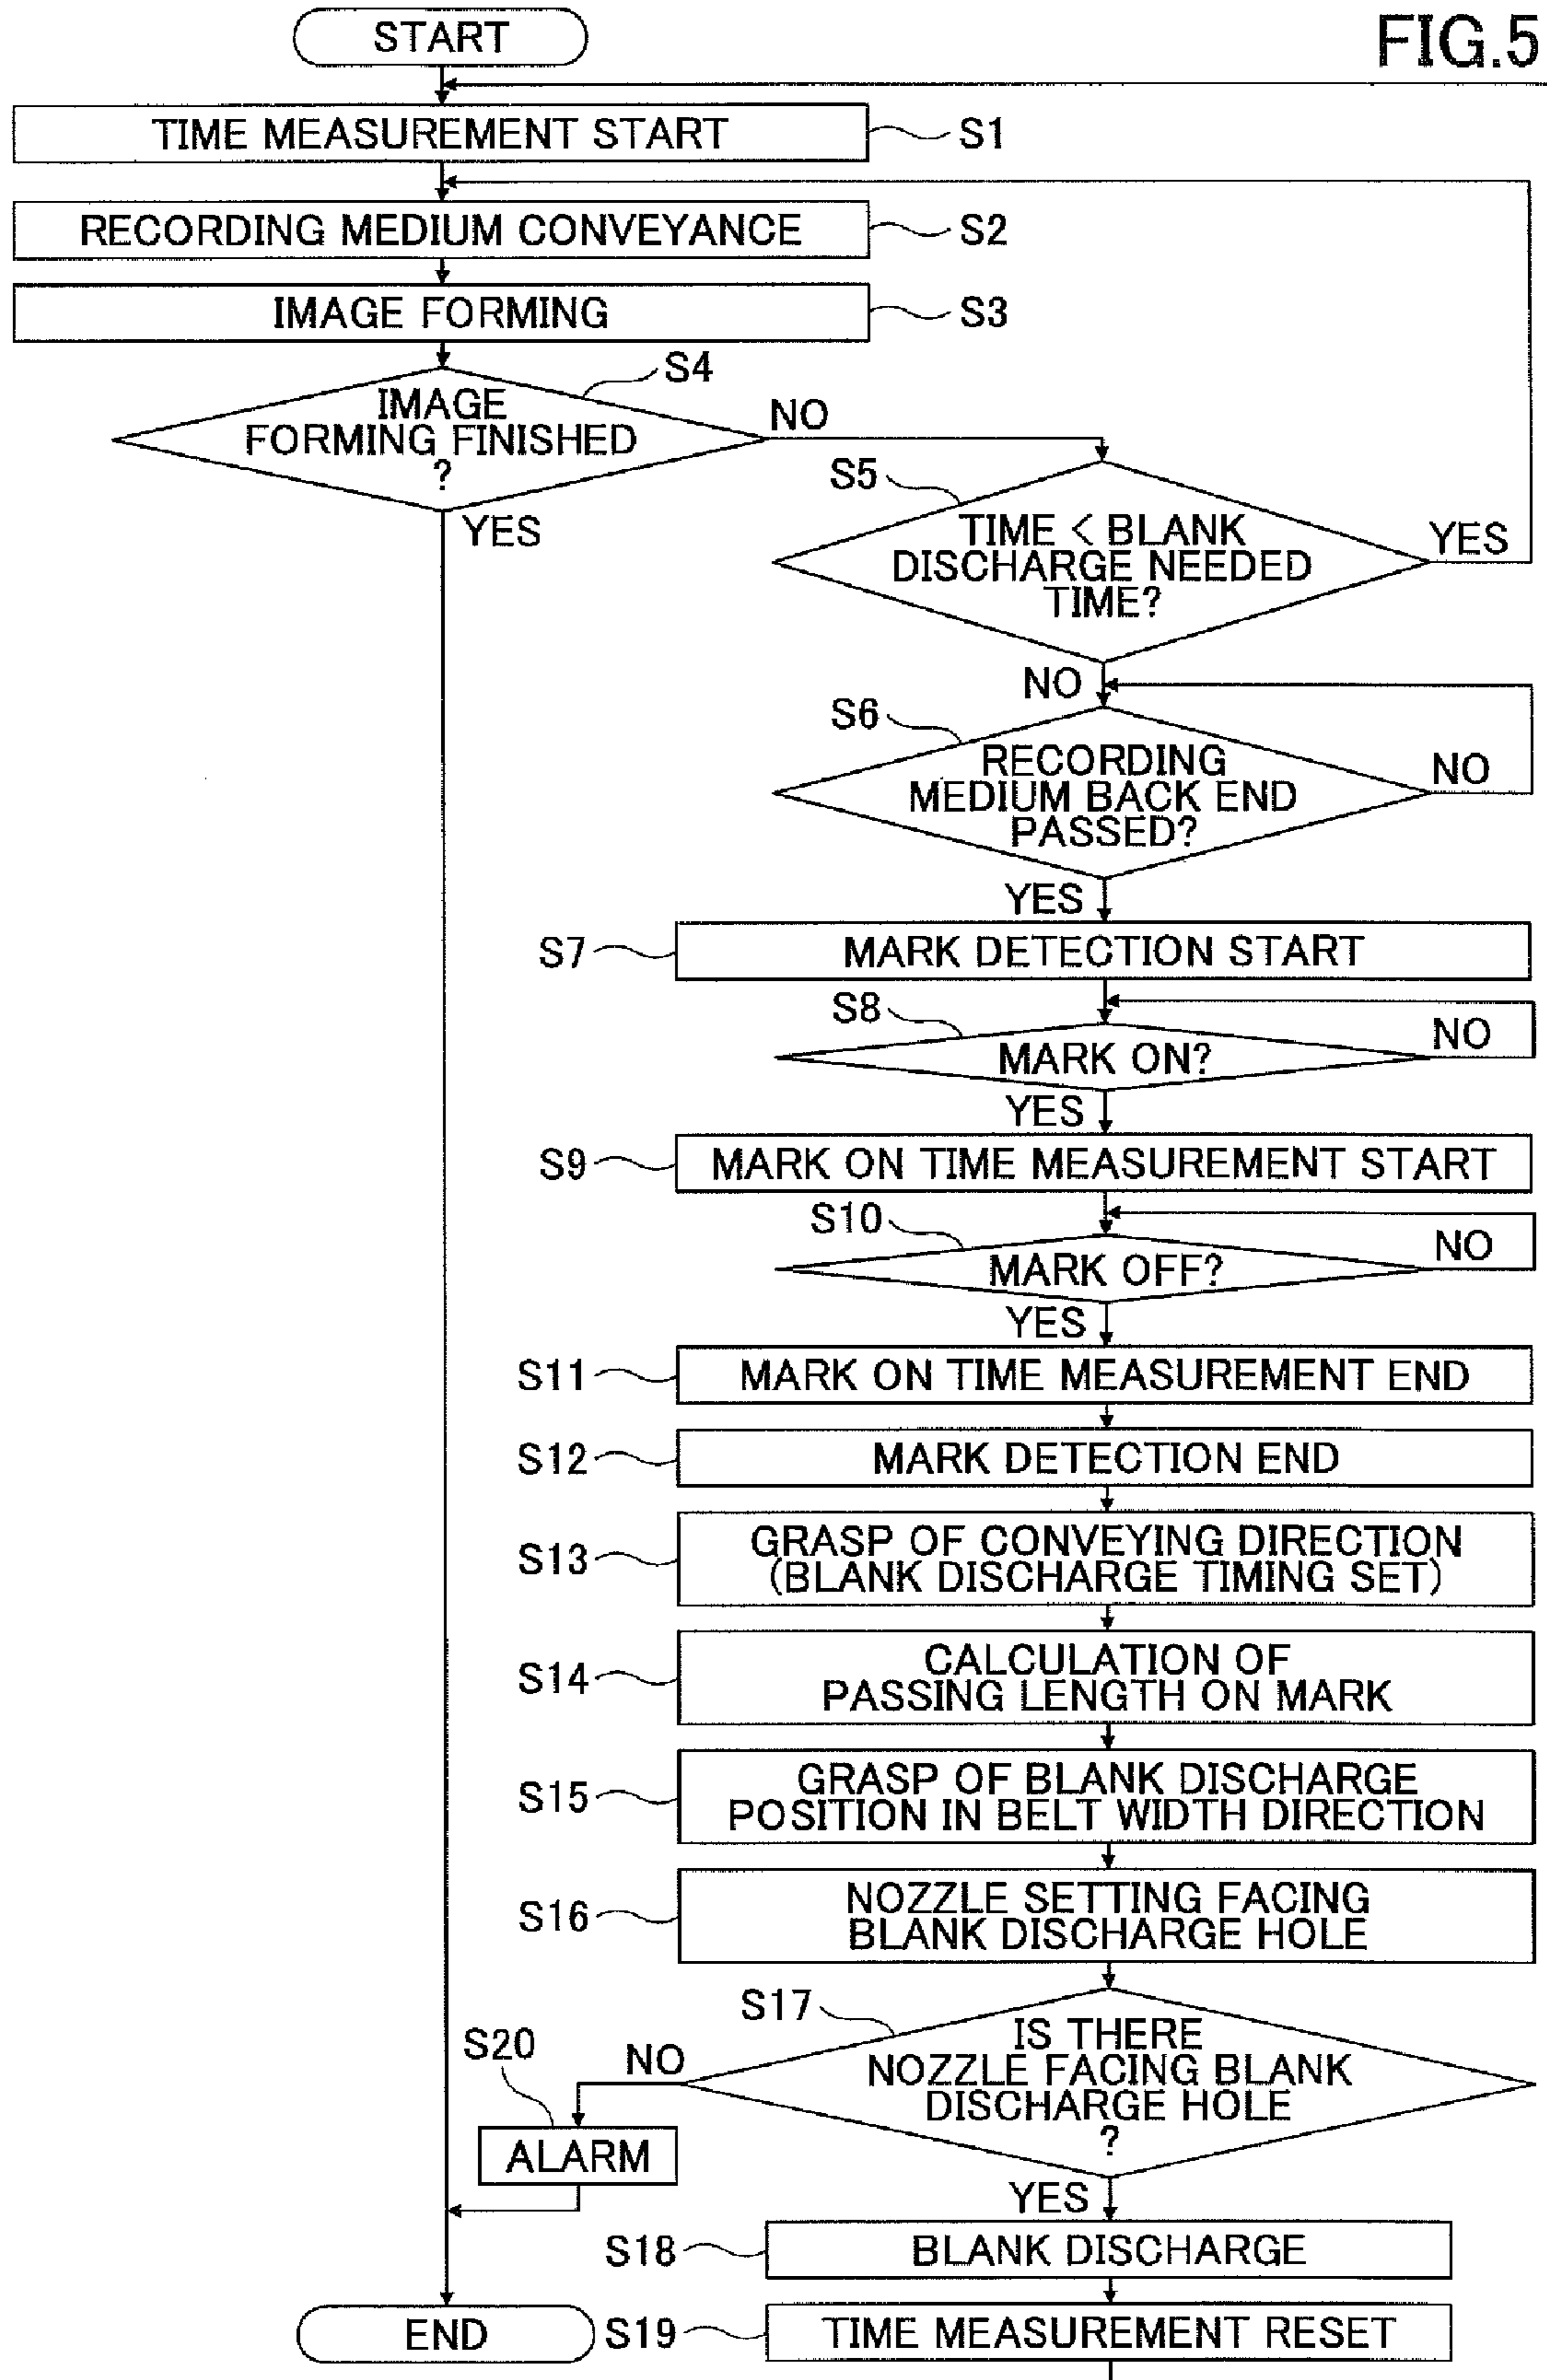 FIG.5
START
TIME MEASUREMENT START
S1
RECORDING MEDIUM CONVEYANCE
S2
IMAGE FORMING
S3
S4
IMAGE
FORMING FINISHED
?
NO
YES
S5
TIME < BLANK
DISCHARGE NEEDED
TIME?
YES
NO
S6
RECORDING
MEDIUM BACK END
PASSED?
NO
YES
S7
MARK DETECTION START
S8
MARK ON?
NO
YES
S9
MARK ON TIME MEASUREMENT START
S10
MARK OFF?
NO
YES
S11
MARK ON TIME MEASUREMENT END
S12
MARK DETECTION END
S13
GRASP OF CONVEYING DIRECTION
(BLANK DISCHARGE TIMING SET)
S14
CALCULATION OF
PASSING LENGTH ON MARK
S15
GRASP OF BLANK DISCHARGE
POSITION IN BELT WIDTH DIRECTION
S16
NOZZLE SETTING FACING
BLANK DISCHARGE HOLE
S17
IS THERE
NOZZLE FACING BLANK
DISCHARGE HOLE
?
NO
S20
ALARM
YES
S18
BLANK DISCHARGE
END
S19
TIME MEASUREMENT RESET